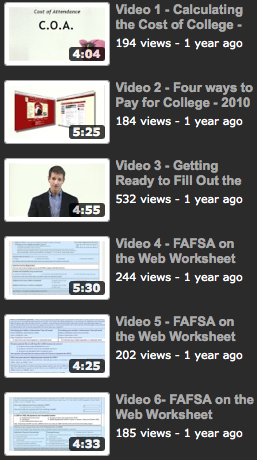 Cost of Attendance
C.O.A.
4:04
Video 1 - Calculating
the Cost of College -
194 views - 1 year ago
5:25
Video 2 - Four ways to
Pay for College - 2010
184 views - 1 year ago
4:55
Video 3 - Getting
Ready to Fill Out the
532 views - 1 year ago
5:30
Video 4 - FAFSA on
the Web Worksheet
244 views - 1 year ago
4:25
Video 5 - FAFSA on
the Web Worksheet
202 views - 1 year ago
4:33
Video 6- FAFSA on the
Web Worksheet
185 views - 1 year ago